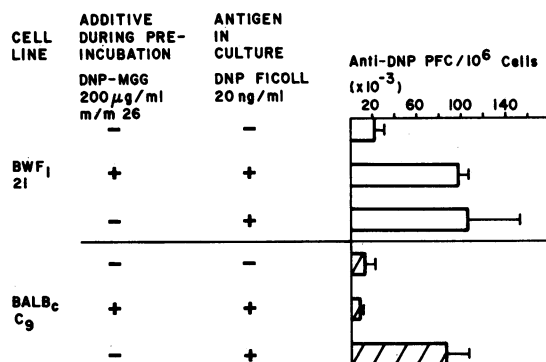 CELL LINE
ADDITIVE DURING PRE-INCUBATION
ANTIGEN IN CULTURE
DNP-MGG 200 µg/ml m/m 26
DNP FICOLL 20 ng/ml
Anti-DNP PFC/10⁶ Cells (x10⁻³)
20 60 100 140
− −
BWF₁ 21
+ +
− +
− −
BALBc C9
+ +
− +